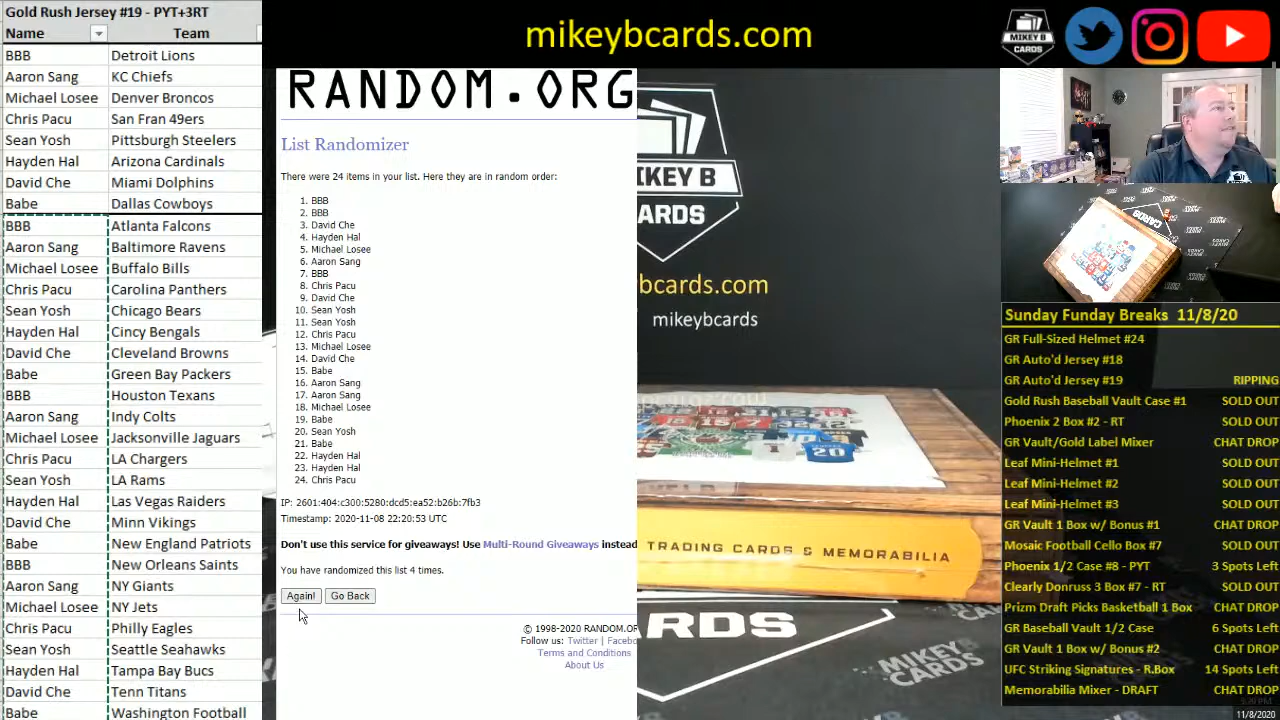 Gold Rush Jersey #19 - PYT+3RT
Name Team
BBB Detroit Lions
Aaron Sang KC Chiefs
Michael Losee Denver Broncos
Chris Pacu San Fran 49ers
Sean Yosh Pittsburgh Steelers
Hayden Hal Arizona Cardinals
David Che Miami Dolphins
Babe Dallas Cowboys
BBB Atlanta Falcons
Aaron Sang Baltimore Ravens
Michael Losee Buffalo Bills
Chris Pacu Carolina Panthers
Sean Yosh Chicago Bears
Hayden Hal Cincy Bengals
David Che Cleveland Browns
Babe Green Bay Packers
BBB Houston Texans
Aaron Sang Indy Colts
Michael Losee Jacksonville Jaguars
Chris Pacu LA Chargers
Sean Yosh LA Rams
Hayden Hal Las Vegas Raiders
David Che Minn Vikings
Babe New England Patriots
BBB New Orleans Saints
Aaron Sang NY Giants
Michael Losee NY Jets
Chris Pacu Philly Eagles
Sean Yosh Seattle Seahawks
Hayden Hal Tampa Bay Bucs
David Che Tenn Titans
Babe Washington Football
mikeybcards.com
MIKEY B
CARDS
RANDOM.ORG
List Randomizer
There were 24 items in your list. Here they are in random order:
1. BBB
2. BBB
3. David Che
4. Hayden Hal
5. Michael Losee
6. Aaron Sang
7. BBB
8. Chris Pacu
9. David Che
10. Sean Yosh
11. Sean Yosh
12. Chris Pacu
13. Michael Losee
14. David Che
15. Babe
16. Aaron Sang
17. Aaron Sang
18. Michael Losee
19. Babe
20. Sean Yosh
21. Babe
22. Hayden Hal
23. Hayden Hal
24. Chris Pacu
IP: 2601:404:c300:5280:dcd5:ea52:b26b:7fb3
Timestamp: 2020-11-08 22:20:53 UTC
Don't use this service for giveaways! Use Multi-Round Giveaways instead
You have randomized this list 4 times.
Again! Go Back
© 1998-2020 RANDOM.OR
Follow us: Twitter | Facebo
Terms and Conditions
About Us
IKEY B
CARDS
bcards.com
mikeybcards
TRADING CARDS & MEMORABILIA
RDS
MIKEY B
CARDS
CARDS
Sunday Funday Breaks 11/8/20
GR Full-Sized Helmet #24
GR Auto'd Jersey #18
GR Auto'd Jersey #19 RIPPING
Gold Rush Baseball Vault Case #1 SOLD OUT
Phoenix 2 Box #2 - RT SOLD OUT
GR Vault/Gold Label Mixer CHAT DROP
Leaf Mini-Helmet #1 SOLD OUT
Leaf Mini-Helmet #2 SOLD OUT
Leaf Mini-Helmet #3 SOLD OUT
GR Vault 1 Box w/ Bonus #1 CHAT DROP
Mosaic Football Cello Box #7 SOLD OUT
Phoenix 1/2 Case #8 - PYT 3 Spots Left
Clearly Donruss 3 Box #7 - RT SOLD OUT
Prizm Draft Picks Basketball 1 Box CHAT DROP
GR Baseball Vault 1/2 Case 6 Spots Left
GR Vault 1 Box w/ Bonus #2 CHAT DROP
UFC Striking Signatures - R.Box 14 Spots Left
Memorabilia Mixer - DRAFT CHAT DROP
11/8/2020